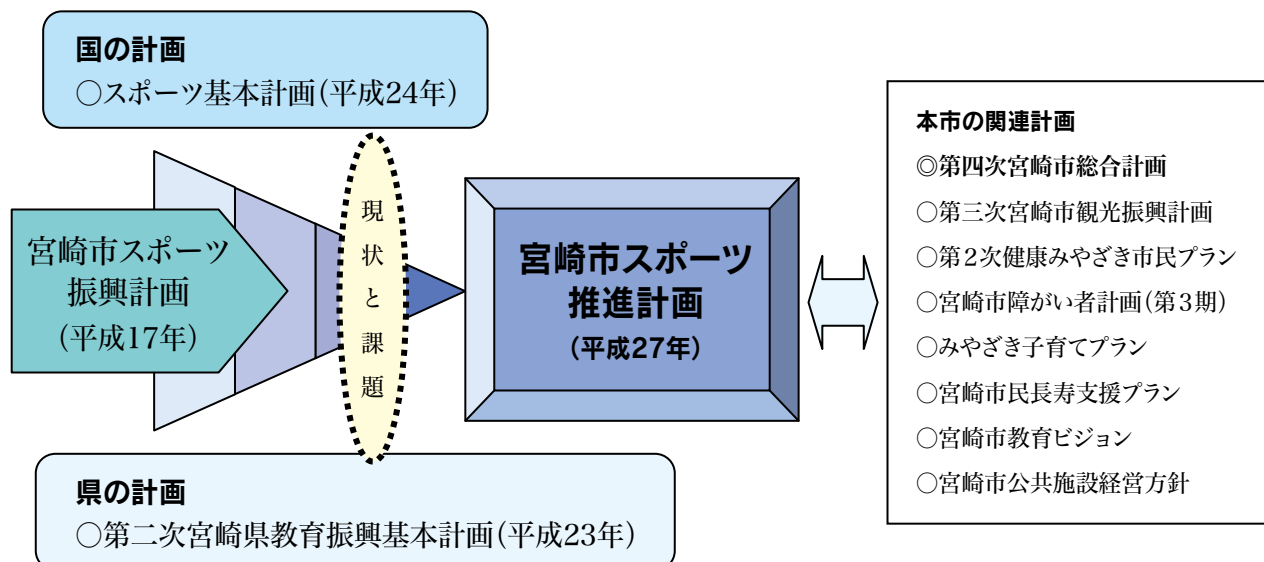 国の計画
○スポーツ基本計画(平成24年)
宮崎市スポーツ
振興計画
(平成17年)
現状と課題
宮崎市スポーツ
推進計画
(平成27年)
県の計画
○第二次宮崎県教育振興基本計画(平成23年)
本市の関連計画
◎第四次宮崎市総合計画
○第三次宮崎市観光振興計画
○第２次健康みやざき市民プラン
○宮崎市障がい者計画(第３期)
○みやざき子育てプラン
○宮崎市民長寿支援プラン
○宮崎市教育ビジョン
○宮崎市公共施設経営方針